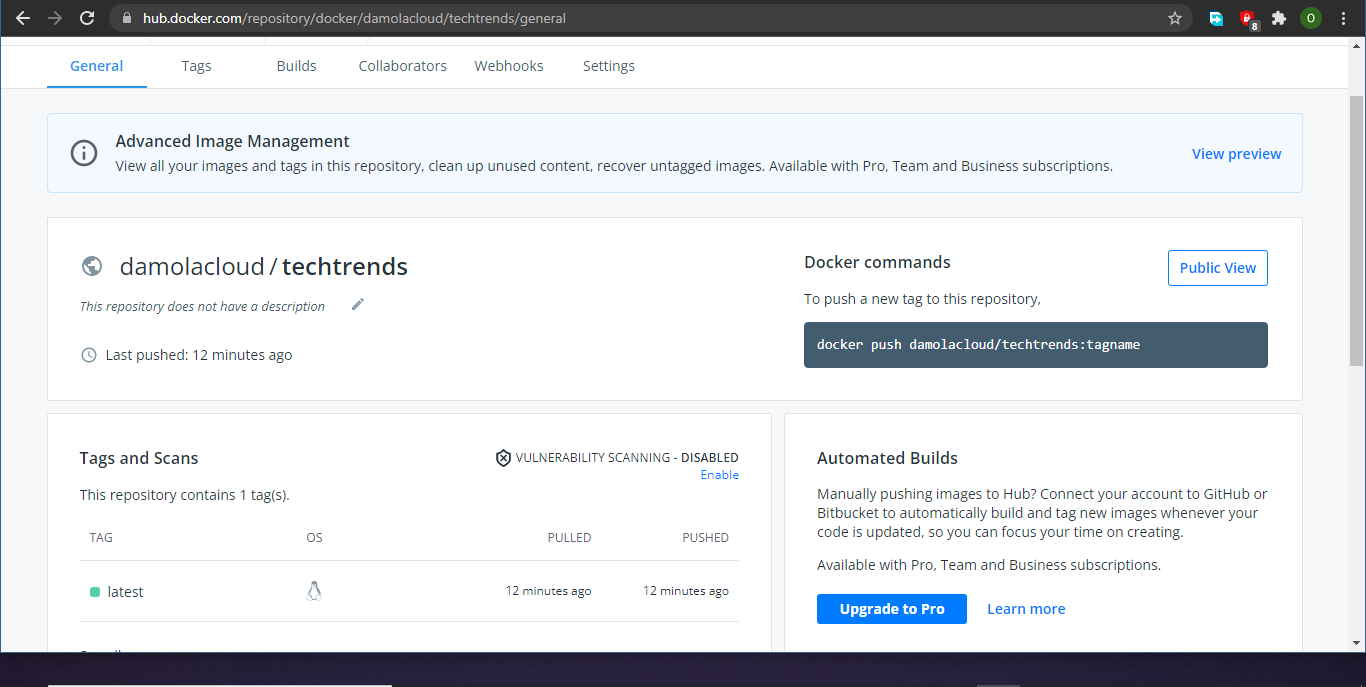 hub.docker.com/repository/docker/damolacloud/techtrends/general
8
O
General Tags Builds Collaborators Webhooks Settings
Advanced Image Management
View all your images and tags in this repository, clean up unused content, recover untagged images. Available with Pro, Team and Business subscriptions.
View preview
damolacloud / techtrends
This repository does not have a description
Last pushed: 12 minutes ago
Docker commands
Public View
To push a new tag to this repository,
docker push damolacloud/techtrends:tagname
Tags and Scans
VULNERABILITY SCANNING - DISABLED
Enable
This repository contains 1 tag(s).
TAG OS PULLED PUSHED
latest 12 minutes ago 12 minutes ago
Automated Builds
Manually pushing images to Hub? Connect your account to GitHub or
Bitbucket to automatically build and tag new images whenever your
code is updated, so you can focus your time on creating.
Available with Pro, Team and Business subscriptions.
Upgrade to Pro Learn more